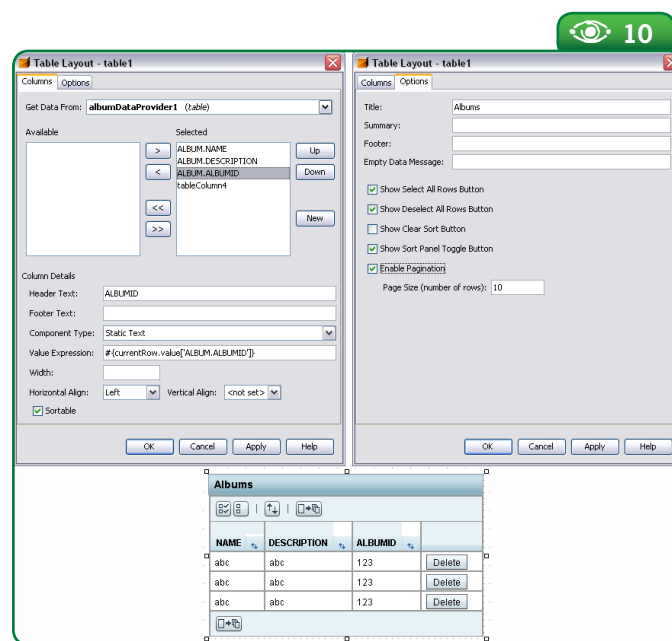 10
Table Layout - table1
Columns Options
Get Data From: albumDataProvider1 (table)
Available Selected
ALBUM.NAME
ALBUM.DESCRIPTION
ALBUM.ALBUMID
tableColumn4
>
<
<<
>>
Up
Down
New
Column Details
Header Text: ALBUMID
Footer Text:
Component Type: Static Text
Value Expression: #{currentRow.value['ALBUM.ALBUMID']}
Width:
Horizontal Align: Left Vertical Align: <not set>
Sortable
OK Cancel Apply Help
Table Layout - table1
Columns Options
Title: Albums
Summary:
Footer:
Empty Data Message:
Show Select All Rows Button
Show Deselect All Rows Button
Show Clear Sort Button
Show Sort Panel Toggle Button
Enable Pagination
Page Size (number of rows): 10
OK Cancel Apply Help
Albums
NAME DESCRIPTION ALBUMID
abc abc 123 Delete
abc abc 123 Delete
abc abc 123 Delete